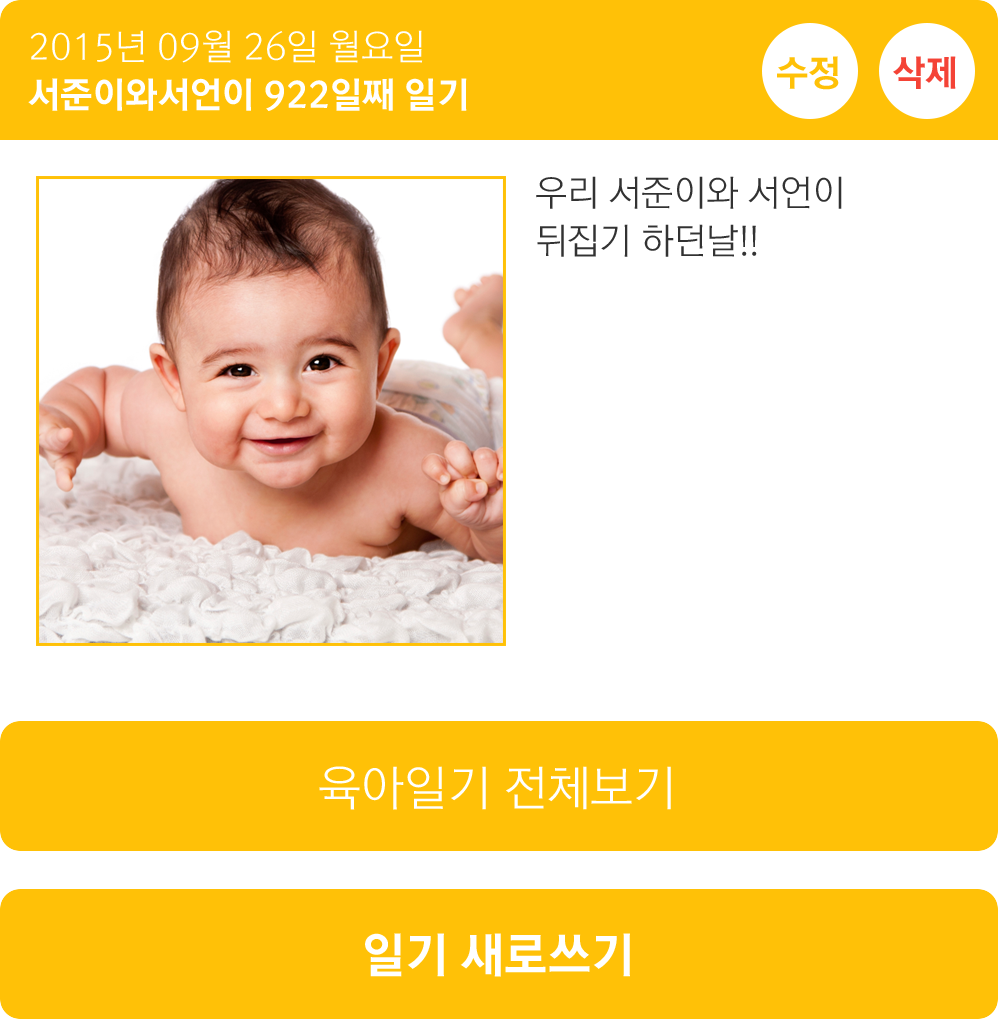 2015년 09월 26일 월요일
서준이와서언이 922일째 일기
수정
삭제
우리 서준이와 서언이
뒤집기 하던날!!
육아일기 전체보기
일기 새로쓰기